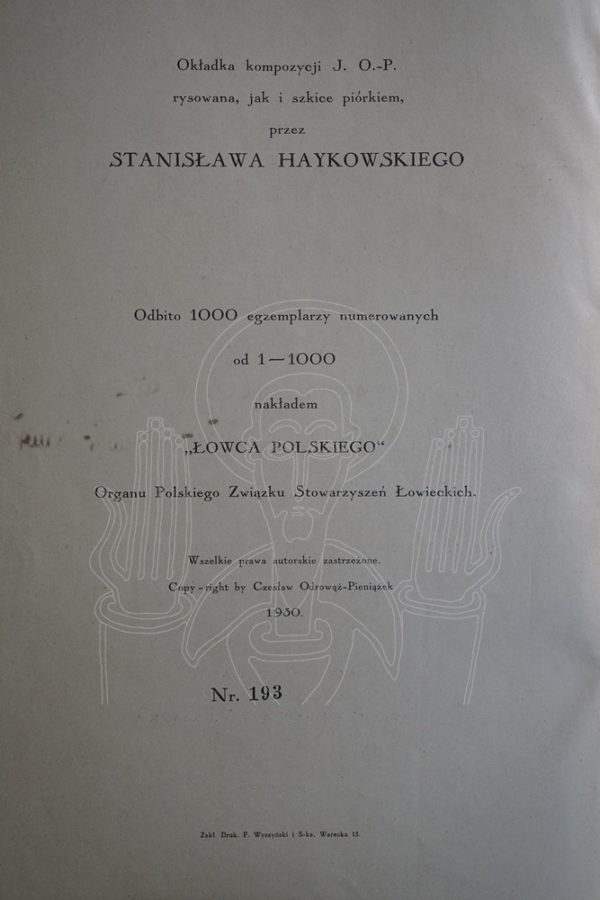 Okładka kompozycji J. O.-P.
rysowana, jak i szkice piórkiem,
przez
STANISŁAWA HAYKOWSKIEGO
Odbito 1000 egzemplarzy numerowanych
od 1—1000
nakładem
„ŁOWCA POLSKIEGO“
Organu Polskiego Związku Stowarzyszeń Łowieckich.
Wszelkie prawa autorskie zastrzeżone.
Copy-right by Czesław Odrowąż-Pieniążek
1930.
Nr. 193
Zakł. Druk. F. Wyszyński i S-ka, Warecka 15.